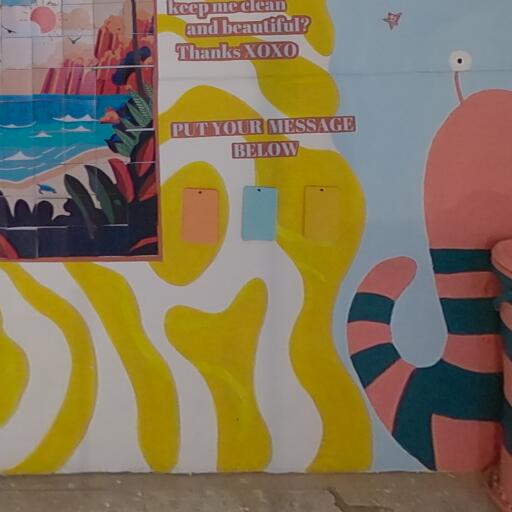 keep me clean
and beautiful?
Thanks XOXO
PUT YOUR MESSAGE
BELOW